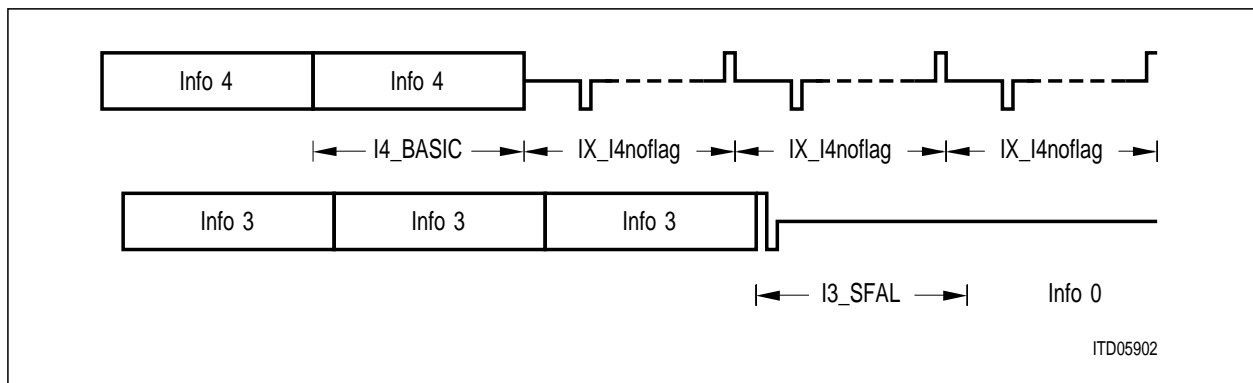 Info 4 Info 4
I4_BASIC IX_I4noflag IX_I4noflag IX_I4noflag
Info 3 Info 3 Info 3
I3_SFAL Info 0
ITD05902